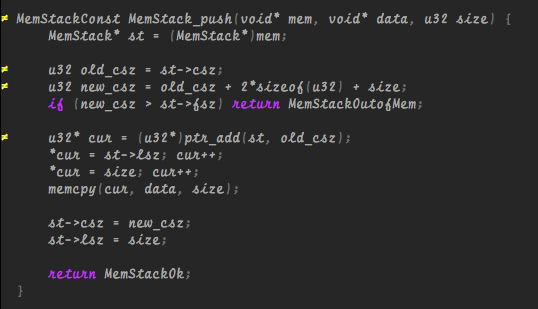 ≠ MemStackConst MemStack_push(void* mem, void* data, u32 size) {
MemStack* st = (MemStack*)mem;
≠ u32 old_csz = st->csz;
≠ u32 new_csz = old_csz + 2*sizeof(u32) + size;
if (new_csz > st->fsz) return MemStackOutofMem;
≠ u32* cur = (u32*)ptr_add(st, old_csz);
*cur = st->lsz; cur++;
*cur = size; cur++;
memcpy(cur, data, size);
st->csz = new_csz;
st->lsz = size;
return MemStackOk;
}